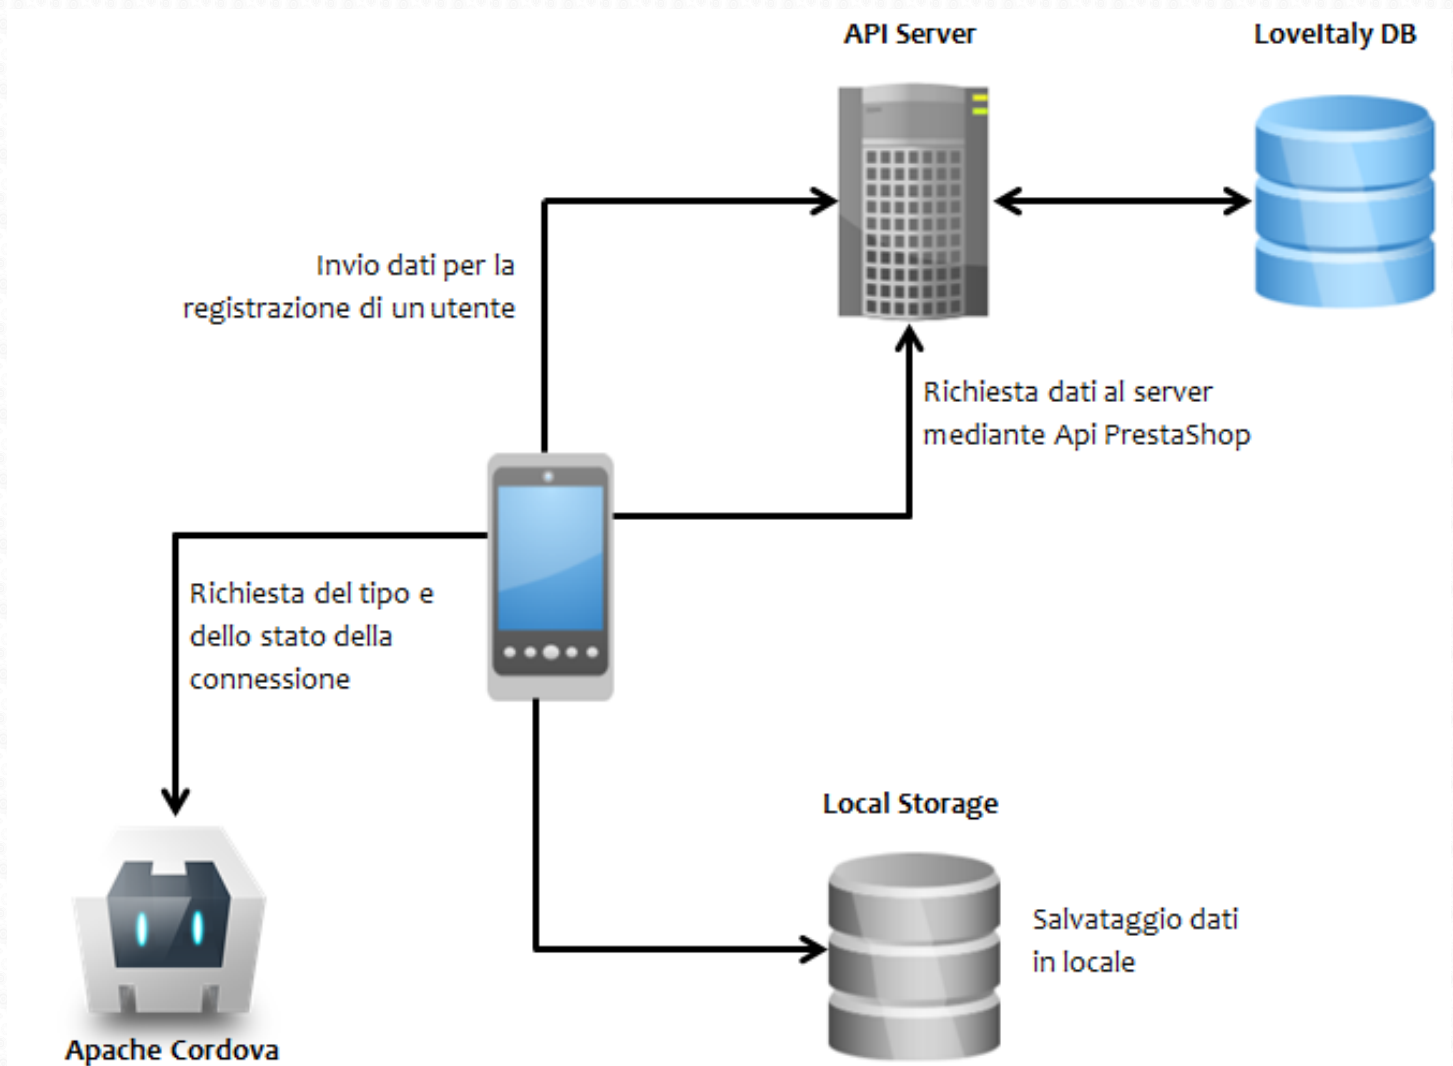 API Server
LoveItaly DB
Invio dati per la
registrazione di un utente
Richiesta dati al server
mediante Api PrestaShop
Richiesta del tipo e
dello stato della
connessione
Local Storage
Salvataggio dati
in locale
Apache Cordova